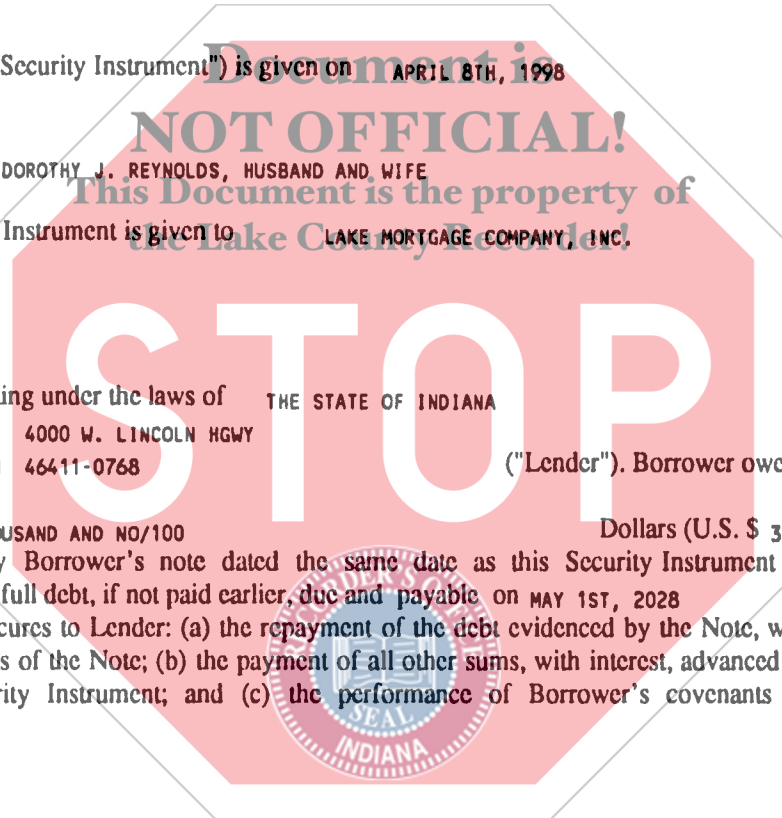 Security Instrument") is given on APRIL 8TH, 1998
Document is
NOT OFFICIAL!
DOROTHY J. REYNOLDS, HUSBAND AND WIFE
This Document is the property of
Instrument is given to LAKE MORTGAGE COMPANY, INC.
the Lake County Recorder!
STOP
ing under the laws of THE STATE OF INDIANA
4000 W. LINCOLN HGWY
46411-0768 ("Lender"). Borrower owe
USAND AND NO/100 Dollars (U.S. $ 3
y Borrower's note dated the same date as this Security Instrument
full debt, if not paid earlier, due and payable on MAY 1ST, 2028
cures to Lender: (a) the repayment of the debt evidenced by the Note, w
s of the Note; (b) the payment of all other sums, with interest, advanced
rity Instrument; and (c) the performance of Borrower's covenants
RECORDER'S OFFICE
SEAL
INDIANA